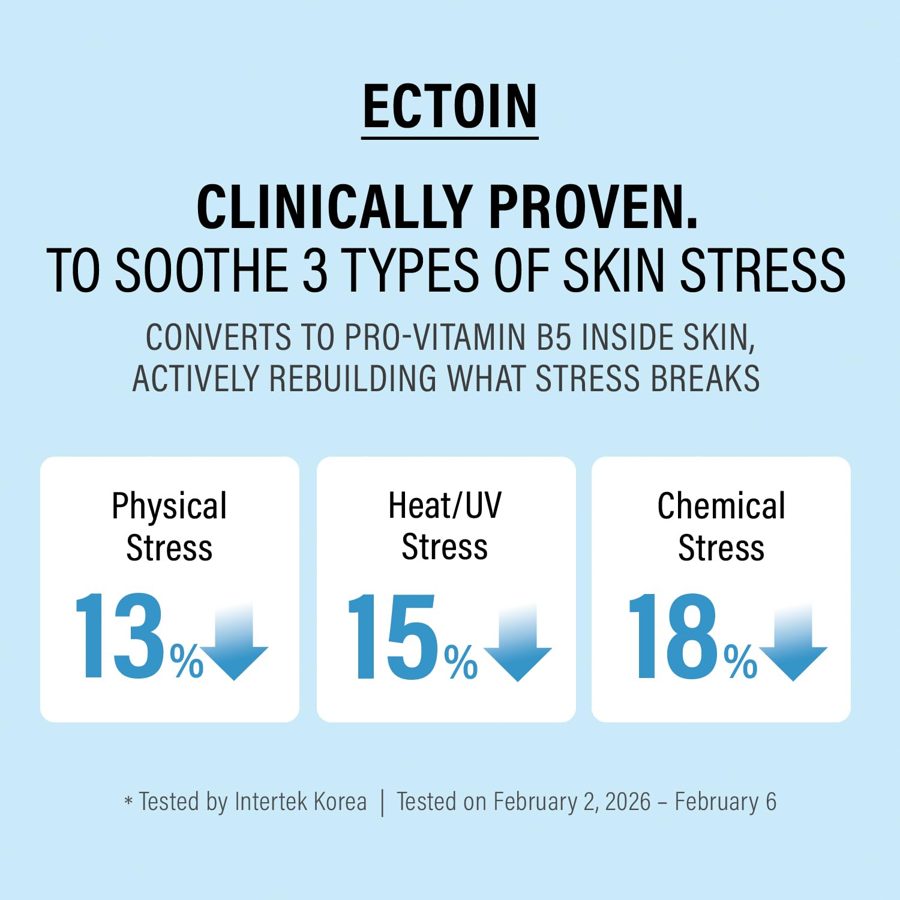 ECTOIN
CLINICALLY PROVEN.
TO SOOTHE 3 TYPES OF SKIN STRESS
CONVERTS TO PRO-VITAMIN B5 INSIDE SKIN,
ACTIVELY REBUILDING WHAT STRESS BREAKS
Physical
Stress
13%
Heat/UV
Stress
15%
Chemical
Stress
18%
* Tested by Intertek Korea | Tested on February 2, 2026 – February 6